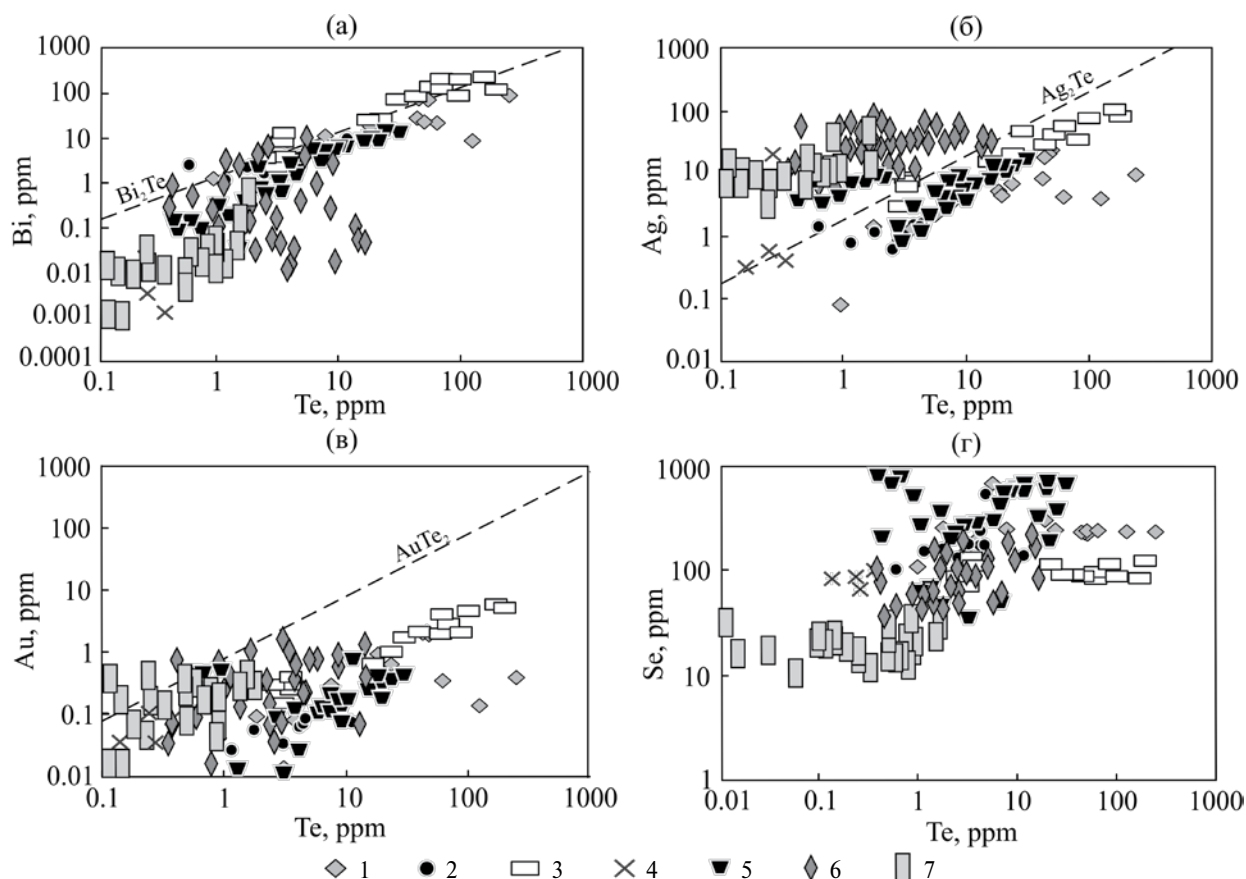 (а)
1000
100
10
1
0.1
0.01
0.001
0.0001
Bi, ppm
Bi₂Te
0.1 1 10 100 1000
Te, ppm
(б)
1000
100
10
1
0.1
0.01
Ag, ppm
Ag₂Te
0.1 1 10 100 1000
Te, ppm
(в)
1000
100
10
1
0.1
0.01
Au, ppm
AuTe₂
0.1 1 10 100 1000
Te, ppm
(г)
1000
100
10
1
Se, ppm
0.01 0.1 1 10 100 1000
Te, ppm
1 2 3 4 5 6 7